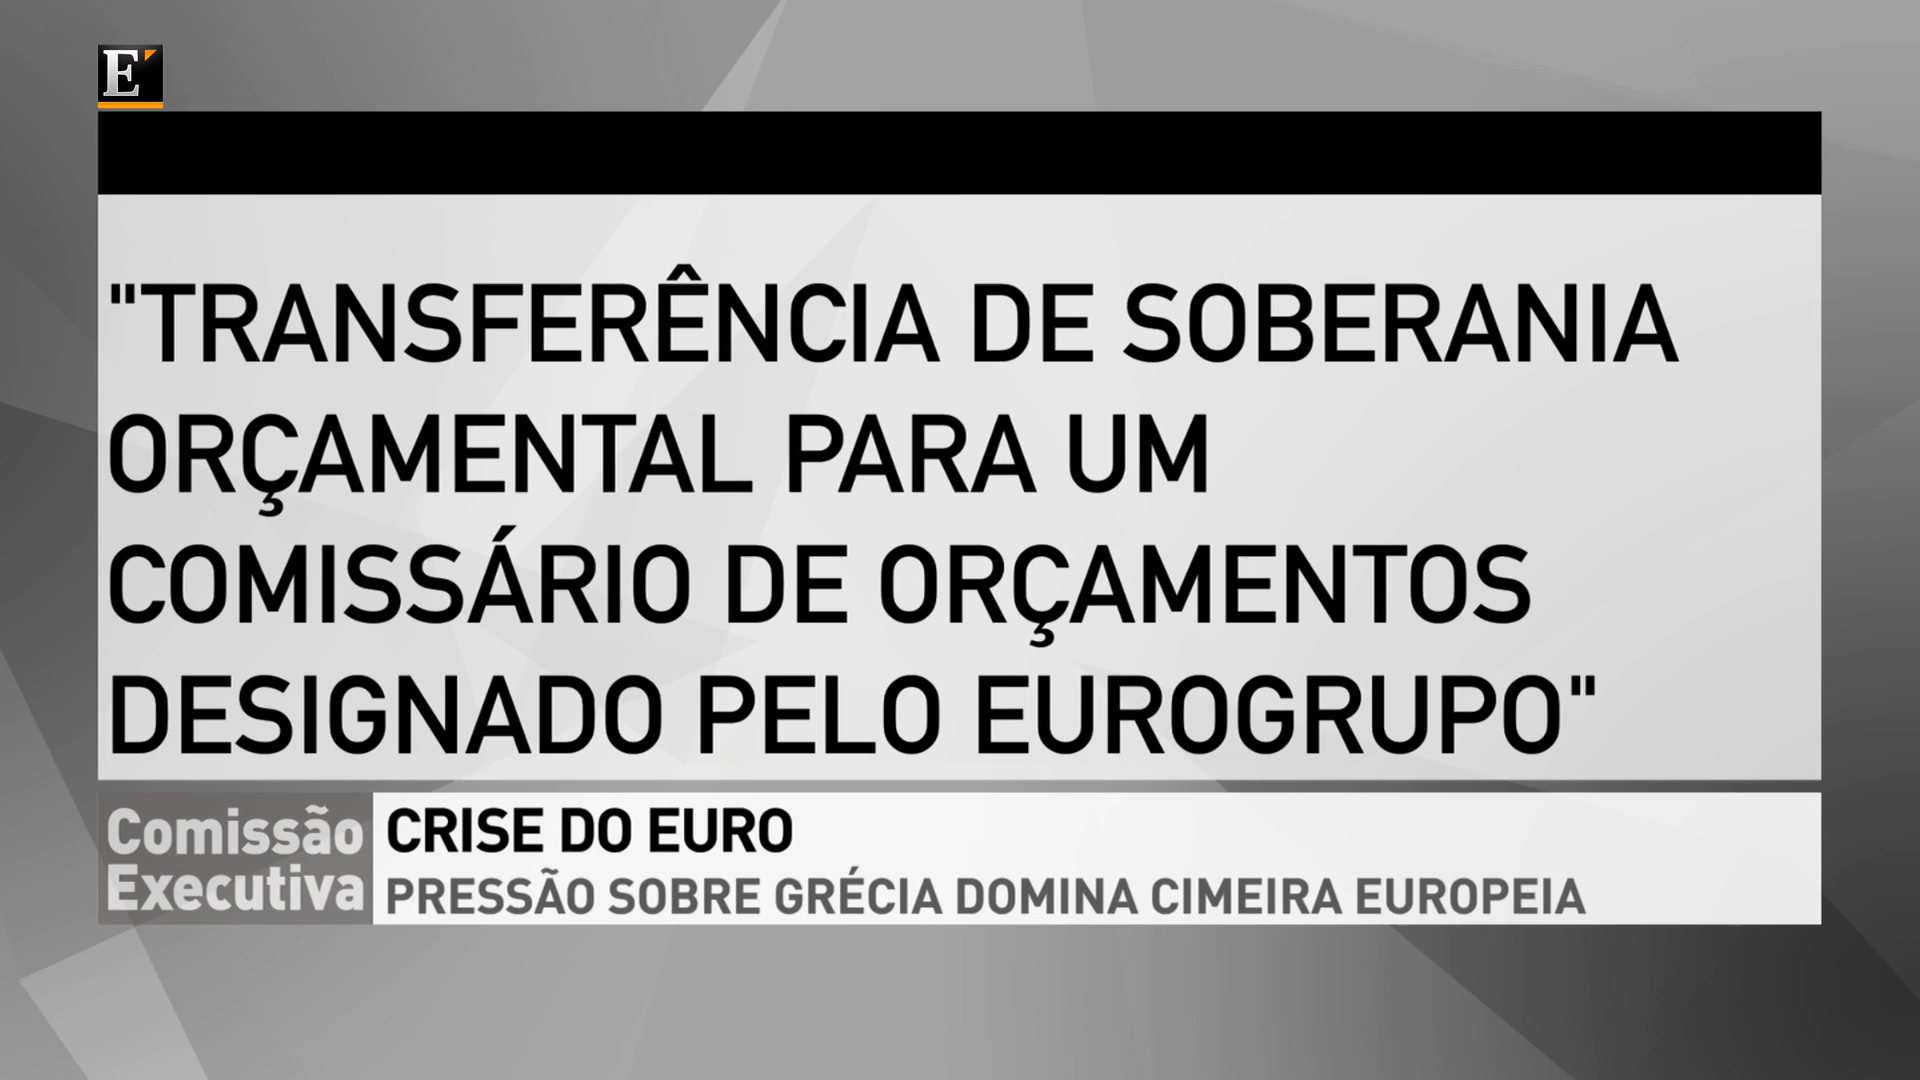 E´
"TRANSFERÊNCIA DE SOBERANIA
ORÇAMENTAL PARA UM
COMISSÁRIO DE ORÇAMENTOS
DESIGNADO PELO EUROGRUPO"
Comissão
Executiva
CRISE DO EURO
PRESSÃO SOBRE GRÉCIA DOMINA CIMEIRA EUROPEIA